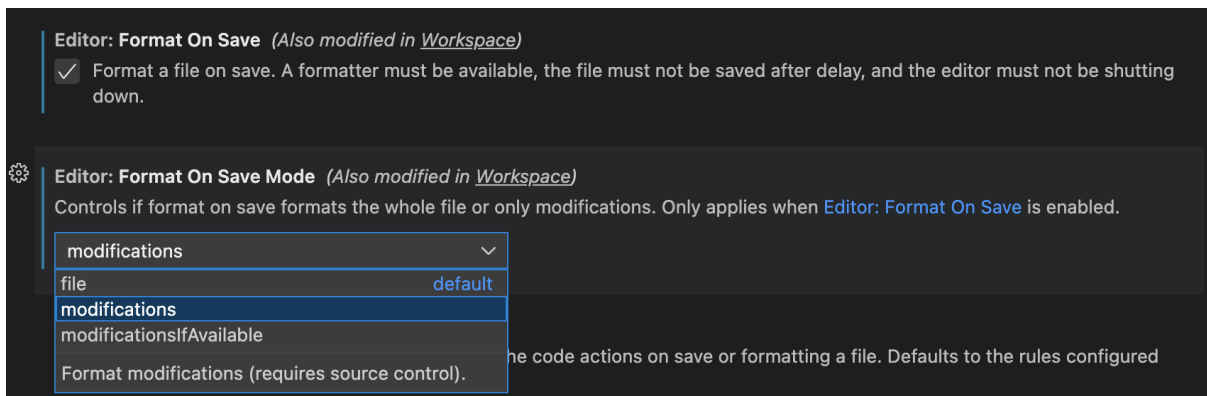 Editor: Format On Save (Also modified in Workspace)
Format a file on save. A formatter must be available, the file must not be saved after delay, and the editor must not be shutting
down.
Editor: Format On Save Mode (Also modified in Workspace)
Controls if format on save formats the whole file or only modifications. Only applies when Editor: Format On Save is enabled.
modifications
file default
modifications
modificationsIfAvailable
code actions on save or formatting a file. Defaults to the rules configured
Format modifications (requires source control).